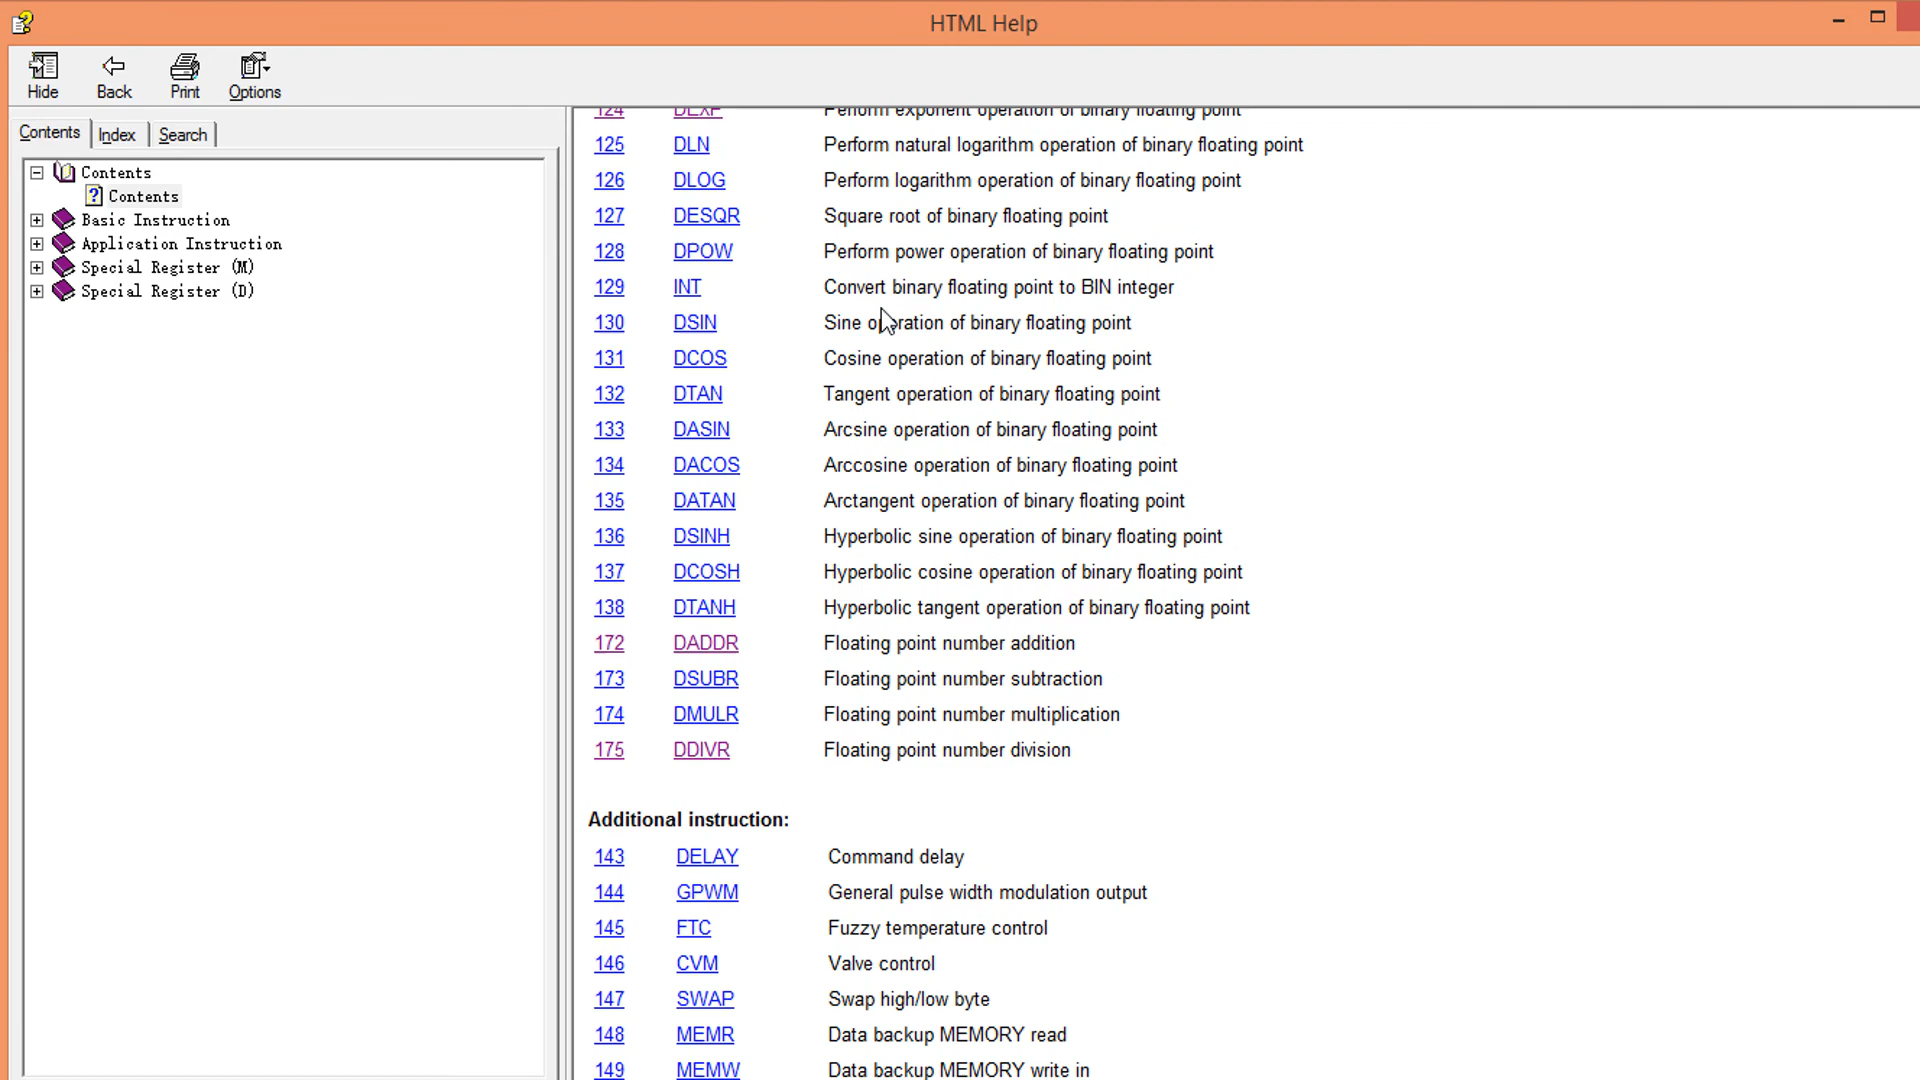 HTML Help
Hide Back Print Options
Contents Index Search
Contents
Contents
Basic Instruction
Application Instruction
Special Register (M)
Special Register (D)
124 DEXP Perform exponent operation of binary floating point
125 DLN Perform natural logarithm operation of binary floating point
126 DLOG Perform logarithm operation of binary floating point
127 DESQR Square root of binary floating point
128 DPOW Perform power operation of binary floating point
129 INT Convert binary floating point to BIN integer
130 DSIN Sine operation of binary floating point
131 DCOS Cosine operation of binary floating point
132 DTAN Tangent operation of binary floating point
133 DASIN Arcsine operation of binary floating point
134 DACOS Arccosine operation of binary floating point
135 DATAN Arctangent operation of binary floating point
136 DSINH Hyperbolic sine operation of binary floating point
137 DCOSH Hyperbolic cosine operation of binary floating point
138 DTANH Hyperbolic tangent operation of binary floating point
172 DADDR Floating point number addition
173 DSUBR Floating point number subtraction
174 DMULR Floating point number multiplication
175 DDIVR Floating point number division
Additional instruction:
143 DELAY Command delay
144 GPWM General pulse width modulation output
145 FTC Fuzzy temperature control
146 CVM Valve control
147 SWAP Swap high/low byte
148 MEMR Data backup MEMORY read
149 MEMW Data backup MEMORY write in